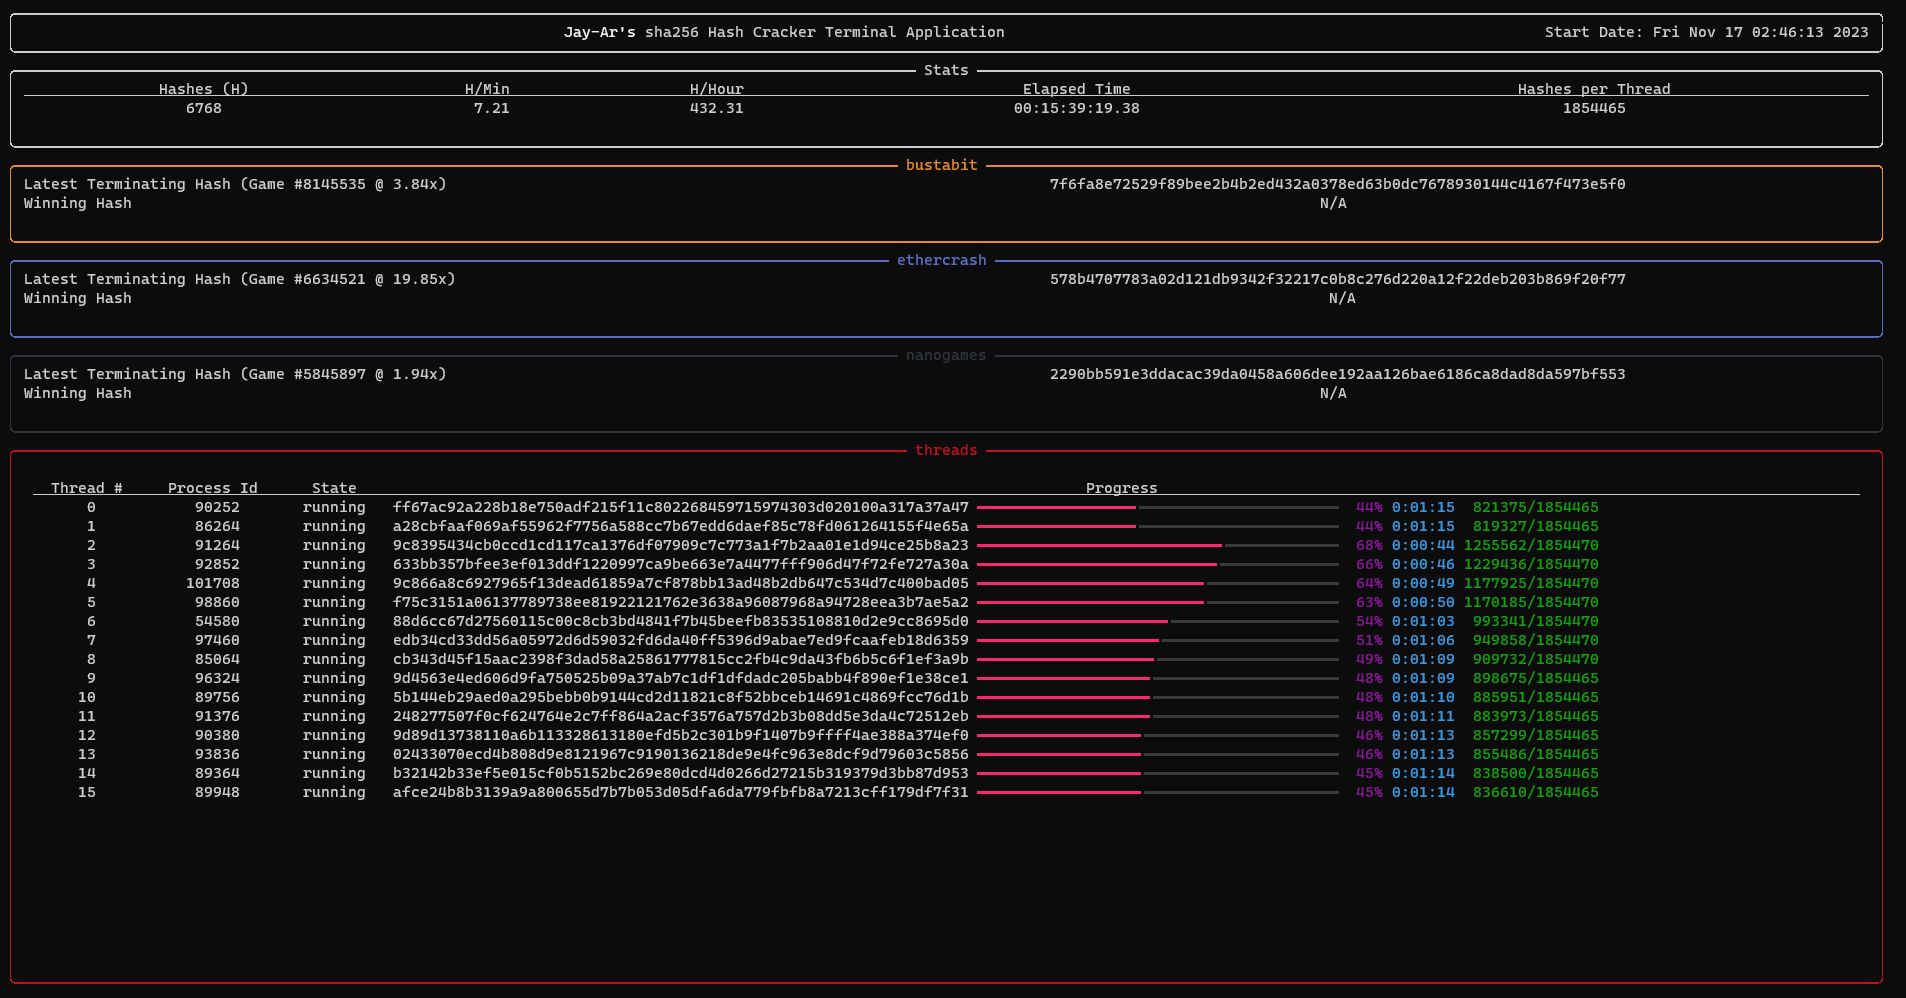 Jay-Ar's sha256 Hash Cracker Terminal Application Start Date: Fri Nov 17 02:46:13 2023
Stats
Hashes (H) H/Min H/Hour Elapsed Time Hashes per Thread
6768 7.21 432.31 00:15:39:19.38 1854465
bustabit
Latest Terminating Hash (Game #8145535 @ 3.84x) 7f6fa8e72529f89bee2b4b2ed432a0378ed63b0dc7678930144c4167f473e5f0
Winning Hash N/A
ethercrash
Latest Terminating Hash (Game #6634521 @ 19.85x) 578b4707783a02d121db9342f32217c0b8c276d220a12f22deb203b869f20f77
Winning Hash N/A
nanogames
Latest Terminating Hash (Game #5845897 @ 1.94x) 2290bb591e3ddacac39da0458a606dee192aa126bae6186ca8dad8da597bf553
Winning Hash N/A
threads
Thread # Process Id State Progress
0 90252 running ff67ac92a228b18e750adf215f11c802268459715974303d020100a317a37a47 44% 0:01:15 821375/1854465
1 86264 running a28cbfaaf069af55962f7756a588cc7b67edd6daef85c78fd061264155f4e65a 44% 0:01:15 819327/1854465
2 91264 running 9c8395434cb0ccd1cd117ca1376df07909c7c773a1f7b2aa01e1d94ce25b8a23 68% 0:00:44 1255562/1854470
3 92852 running 633bb357bfee3ef013ddf1220997ca9be663e7a4477fff906d47f72fe727a30a 66% 0:00:46 1229436/1854470
4 101708 running 9c866a8c6927965f13dead61859a7cf878bb13ad48b2db647c534d7c400bad05 64% 0:00:49 1177925/1854470
5 98860 running f75c3151a06137789738ee81922121762e3638a96087968a94728eea3b7ae5a2 63% 0:00:50 1170185/1854470
6 54580 running 88d6cc67d27560115c00c8cb3bd4841f7b45beefb83535108810d2e9cc8695d0 54% 0:01:03 993341/1854470
7 97460 running edb34cd33dd56a05972d6d59032fd6da40ff5396d9abae7ed9fcaafeb18d6359 51% 0:01:06 949858/1854470
8 85064 running cb343d45f15aac2398f3dad58a25861777815cc2fb4c9da43fb6b5c6f1ef3a9b 49% 0:01:09 909732/1854470
9 96324 running 9d4563e4ed606d9fa750525b09a37ab7c1df1dfdadc205babb4f890ef1e38ce1 48% 0:01:09 898675/1854465
10 89756 running 5b144eb29aed0a295bebb0b9144cd2d11821c8f52bbceb14691c4869fcc76d1b 48% 0:01:10 885951/1854465
11 91376 running 248277507f0cf624764e2c7ff864a2acf3576a757d2b3b08dd5e3da4c72512eb 48% 0:01:11 883973/1854465
12 90380 running 9d89d13738110a6b113328613180efd5b2c301b9f1407b9ffff4ae388a374ef0 46% 0:01:13 857299/1854465
13 93836 running 02433070ecd4b808d9e8121967c9190136218de9e4fc963e8dcf9d79603c5856 46% 0:01:13 855486/1854465
14 89364 running b32142b33ef5e015cf0b5152bc269e80dcd4d0266d27215b319379d3bb87d953 45% 0:01:14 838500/1854465
15 89948 running afce24b8b3139a9a800655d7b7b053d05dfa6da779fbfb8a7213cff179df7f31 45% 0:01:14 836610/1854465